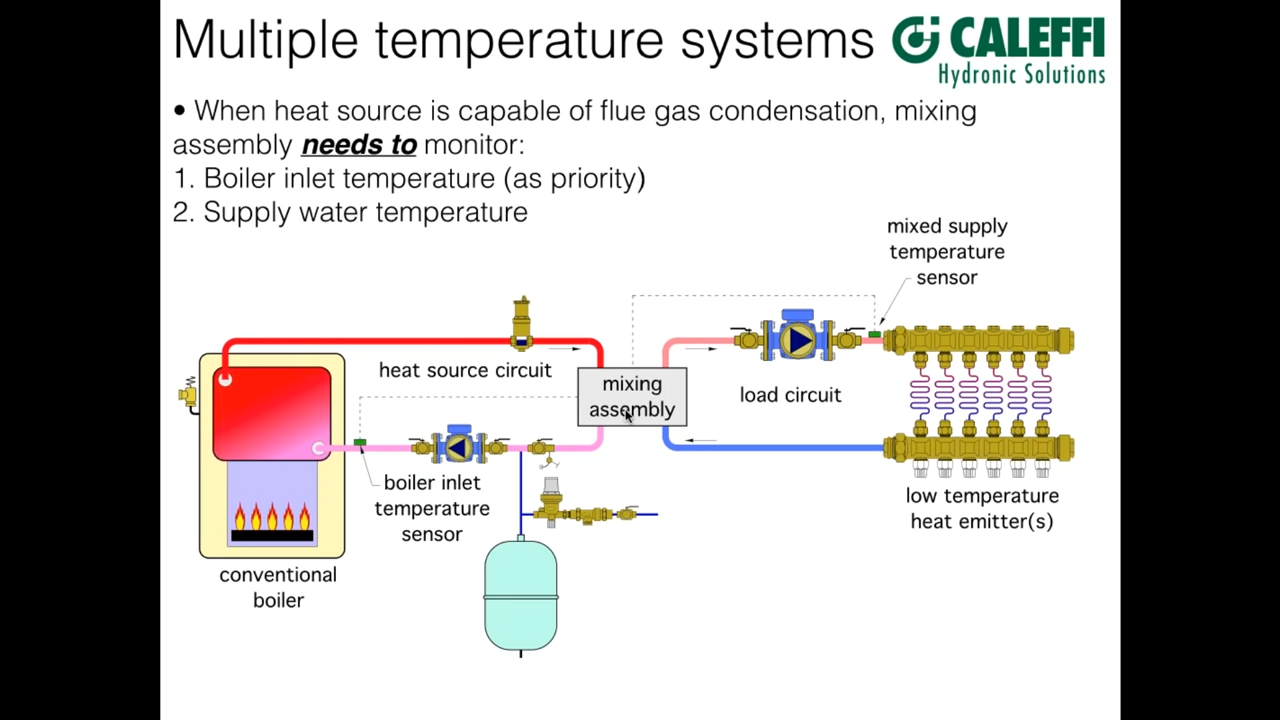 Multiple temperature systems
CALEFFI
Hydronic Solutions
• When heat source is capable of flue gas condensation, mixing
assembly needs to monitor:
1. Boiler inlet temperature (as priority)
2. Supply water temperature
mixed supply
temperature
sensor
heat source circuit
mixing
assembly
load circuit
boiler inlet
temperature
sensor
low temperature
heat emitter(s)
conventional
boiler